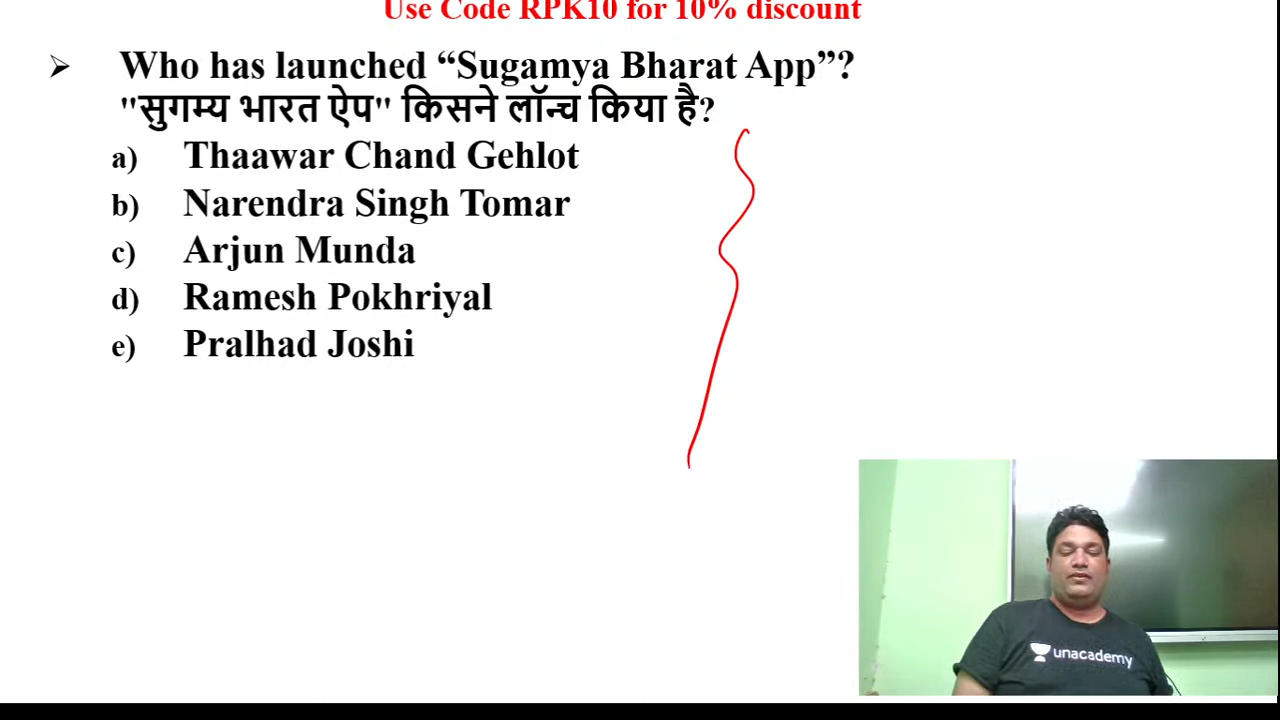 Use Code RPK10 for 10% discount
➢ Who has launched “Sugamya Bharat App”?
"सुगम्य भारत ऐप" किसने लॉन्च किया है?
a) Thaawar Chand Gehlot
b) Narendra Singh Tomar
c) Arjun Munda
d) Ramesh Pokhriyal
e) Pralhad Joshi
unacademy